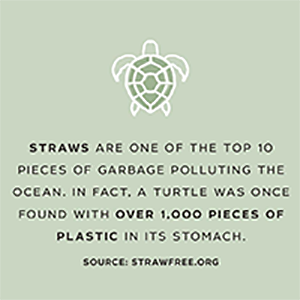 STRAWS ARE ONE OF THE TOP 10
PIECES OF GARBAGE POLLUTING THE
OCEAN. IN FACT, A TURTLE WAS ONCE
FOUND WITH OVER 1,000 PIECES OF
PLASTIC IN ITS STOMACH.
SOURCE: STRAWFREE.ORG